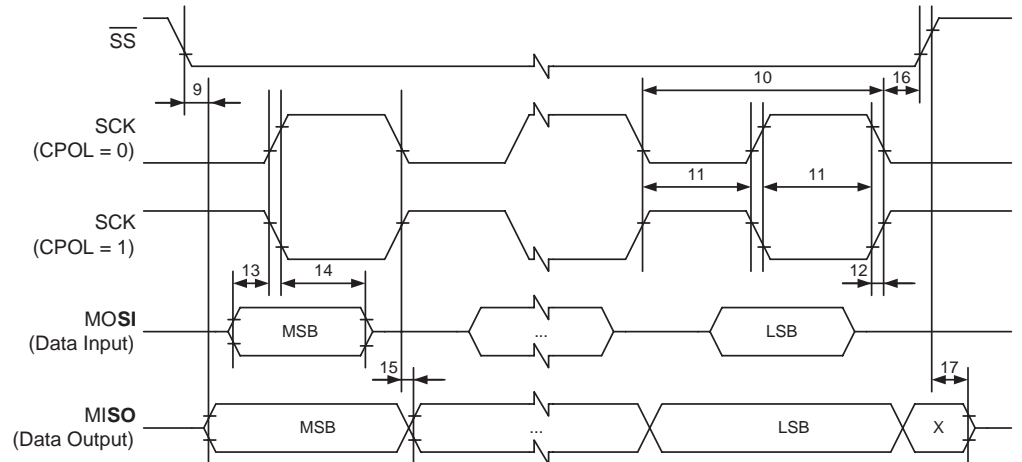 SS
10
9
16
SCK
(CPOL = 0)
11
11
SCK
(CPOL = 1)
13
14
12
MOSI
(Data Input)
MSB
...
LSB
15
17
MISO
(Data Output)
MSB
...
LSB
X